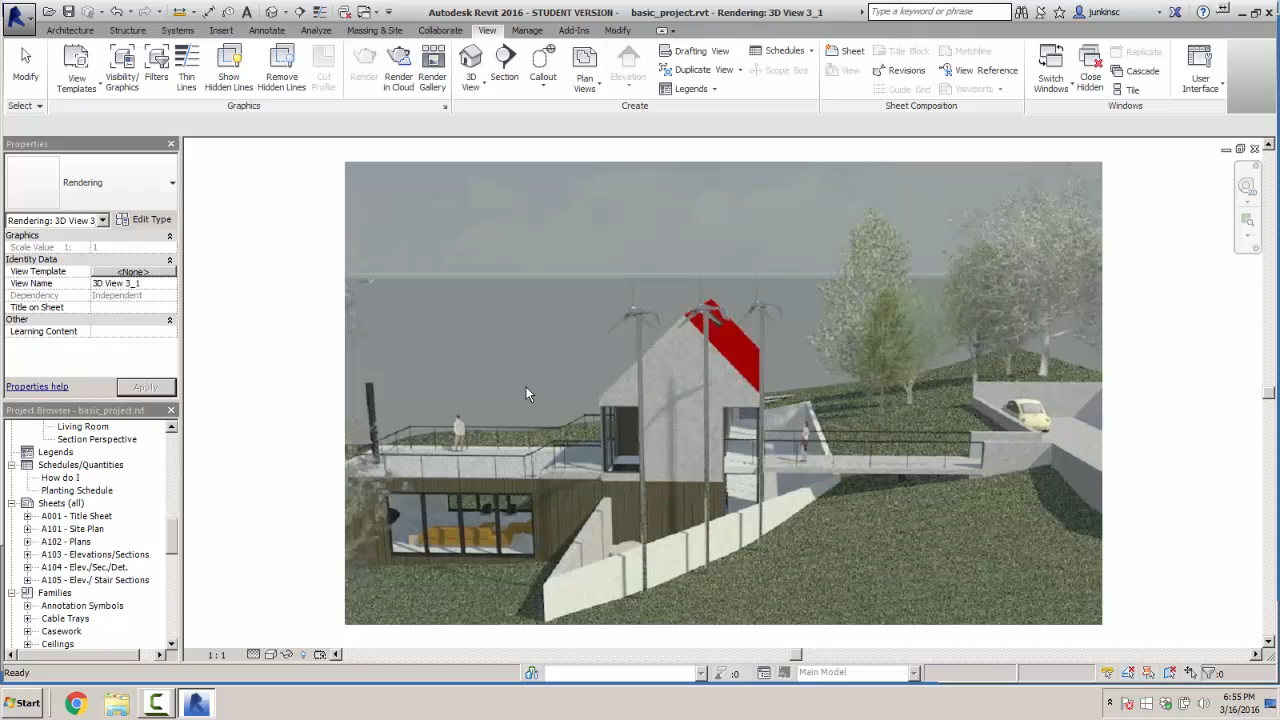 Autodesk Revit 2016 - STUDENT VERSION - basic_project.rvt - Rendering: 3D View 3_1
Type a keyword or phrase
junkinsc
Architecture Structure Systems Insert Annotate Analyze Massing & Site Collaborate View Manage Add-Ins Modify
Modify
View Templates
Visibility/ Graphics
Filters
Thin Lines
Show Hidden Lines
Remove Hidden Lines
Cut Profile
Render
Render in Cloud
Render Gallery
3D View
Section
Callout
Plan Views
Elevation
Drafting View
Duplicate View
Legends
Schedules
Scope Box
Sheet
View
Title Block
Revisions
Guide Grid
Matchline
View Reference
Viewports
Switch Windows
Close Hidden
Replicate
Cascade
Tile
User Interface
Select
Graphics
Create
Sheet Composition
Windows
Properties
Rendering
Rendering: 3D View 3
Edit Type
Graphics
Scale Value 1: 1
Identity Data
View Template <None>
View Name 3D View 3_1
Dependency Independent
Title on Sheet
Other
Learning Content
Properties help
Apply
Project Browser - basic_project.rvt
Living Room
Section Perspective
Legends
Schedules/Quantities
How do I
Planting Schedule
Sheets (all)
A001 - Title Sheet
A101 - Site Plan
A102 - Plans
A103 - Elevations/Sections
A104 - Elev./Sec./Det.
A105 - Elev./ Stair Sections
Families
Annotation Symbols
Cable Trays
Casework
Ceilings
1 : 1
Ready
:0
Main Model
:0
Start
6:55 PM
3/16/2016